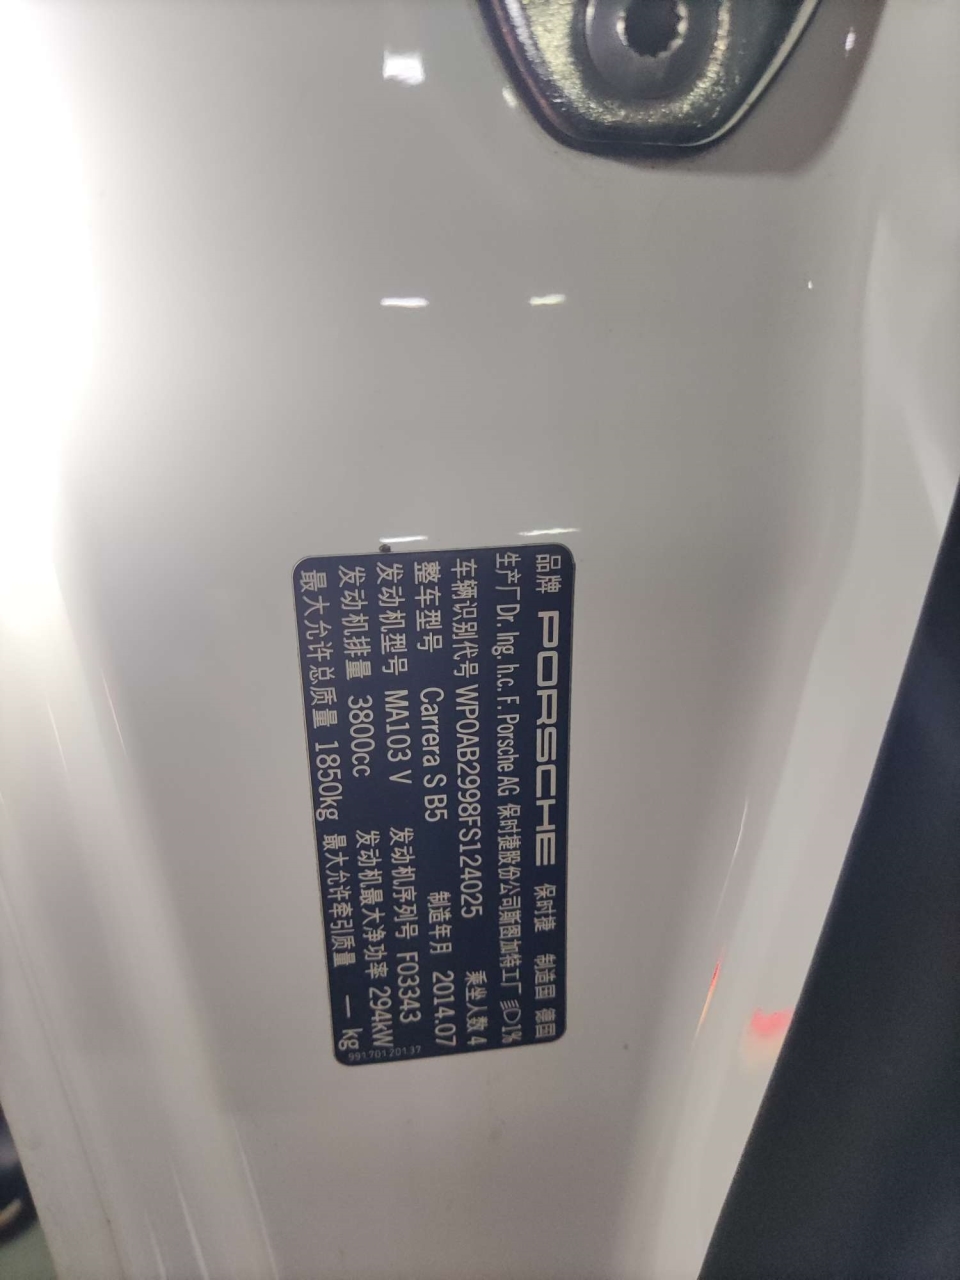 品牌 PORSCHE 保时捷 制造国 德国
生产厂 Dr. Ing. h.c. F. Porsche AG 保时捷股份公司斯图加特工厂 1%
车辆识别代号 WP0AB2998FS124025 乘坐人数 4
整车型号 Carrera S B5 制造年月 2014.07
发动机型号 MA103 V 发动机序列号 F03343
发动机排量 3800cc 发动机最大净功率 294kW
最大允许总质量 1850kg 最大允许牵引质量 — kg
99170120137